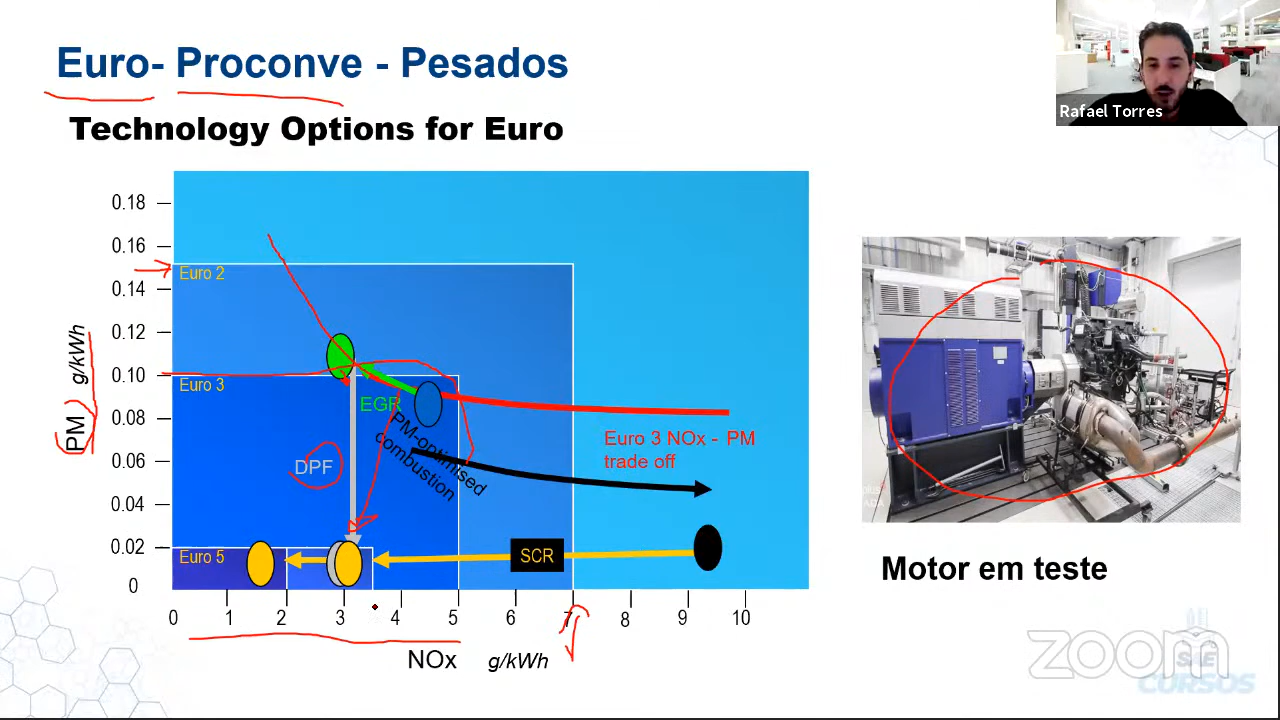 Euro- Proconve - Pesados
Rafael Torres
Technology Options for Euro
0.18
0.16
Euro 2
0.14
0.12
0.10
Euro 3
EGR
PM-optimised
combustion
Euro 3 NOx - PM
trade off
PM g/kWh
0.08
DPF
0.06
0.04
0.02
Euro 5
SCR
0
0 1 2 3 4 5 6 7 8 9 10
NOx g/kWh
Motor em teste
zoom
SAE
CURSOS